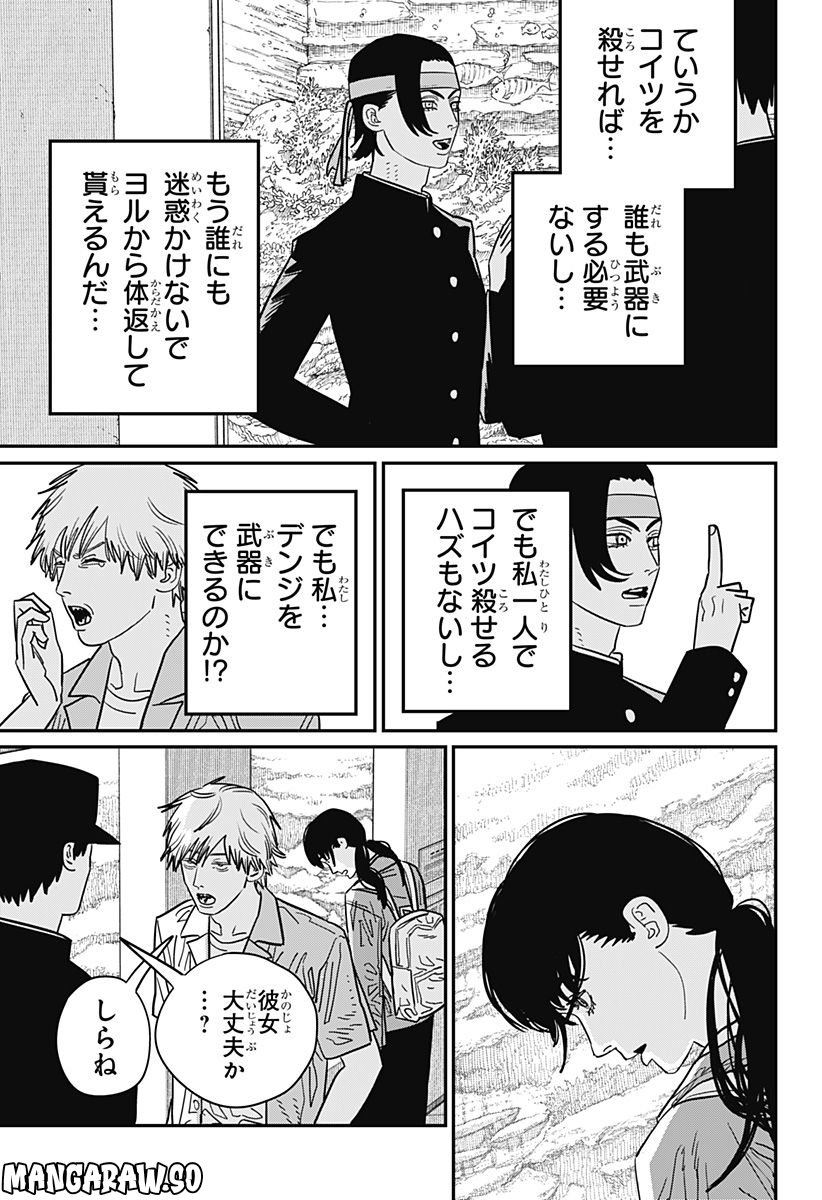 ていうか
コイツを
殺せれば…
誰も武器に
する必要
ないし…
もう誰にも
迷惑かけないで
ヨルから体返して
貰えるんだ…
でも私一人で
コイツ殺せる
ハズもないし…
でも私…
デンジを
武器に
できるのか!?
彼女
大丈夫か
…?
しらね
MANGARAW.SO